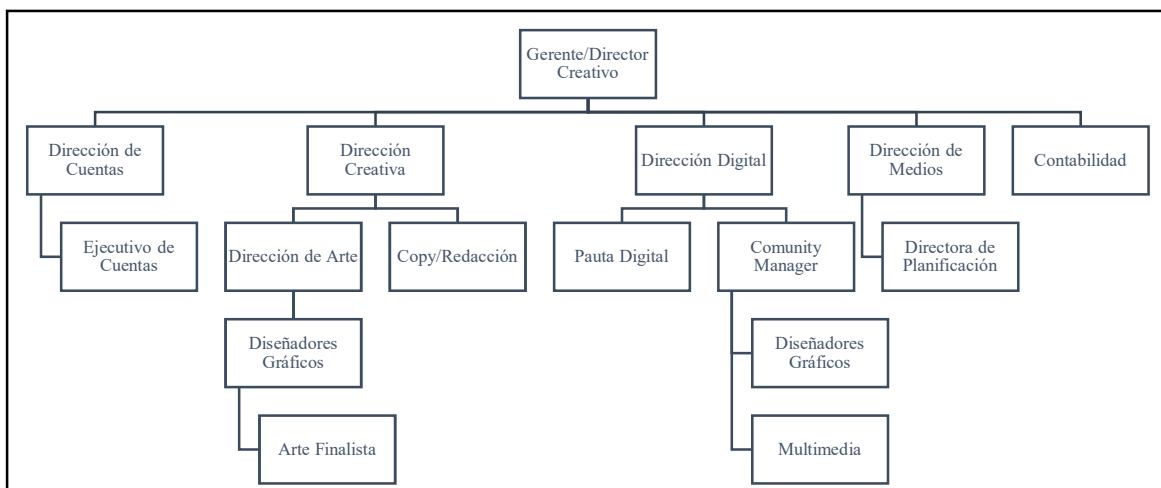 Gerente/Director
Creativo
Dirección de
Cuentas
Dirección
Creativa
Dirección Digital
Dirección de
Medios
Contabilidad
Ejecutivo de
Cuentas
Dirección de Arte
Copy/Redacción
Pauta Digital
Comunity
Manager
Directora de
Planificación
Diseñadores
Gráficos
Diseñadores
Gráficos
Arte Finalista
Multimedia